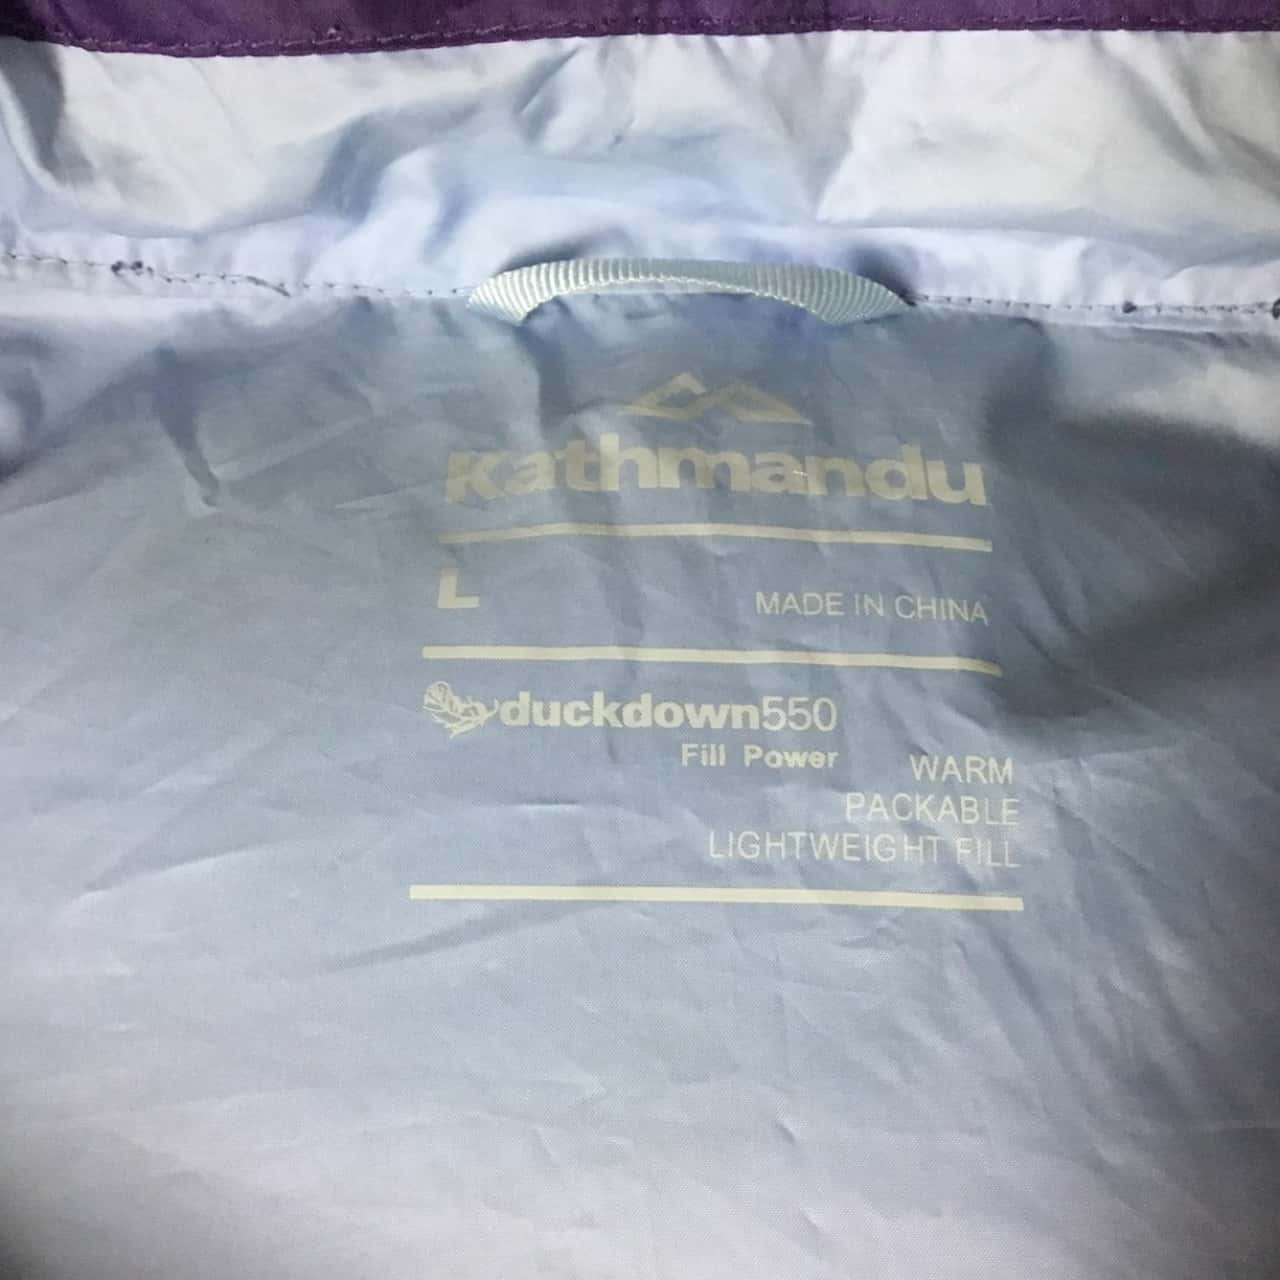 Kathmandu
L
MADE IN CHINA
duckdown550
Fill Power
WARM
PACKABLE
LIGHTWEIGHT FILL